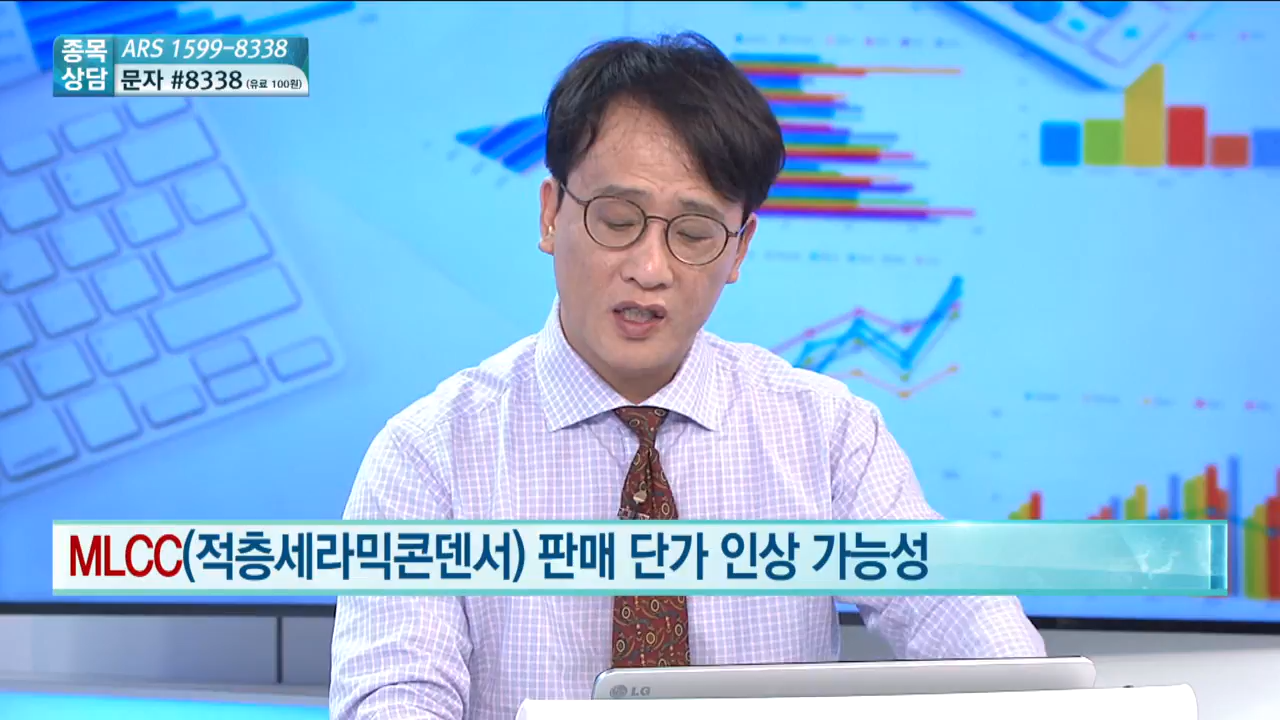 종목 상담
ARS 1599-8338
문자 #8338 (유료 100원)
MLCC(적층세라믹콘덴서) 판매 단가 인상 가능성
LG